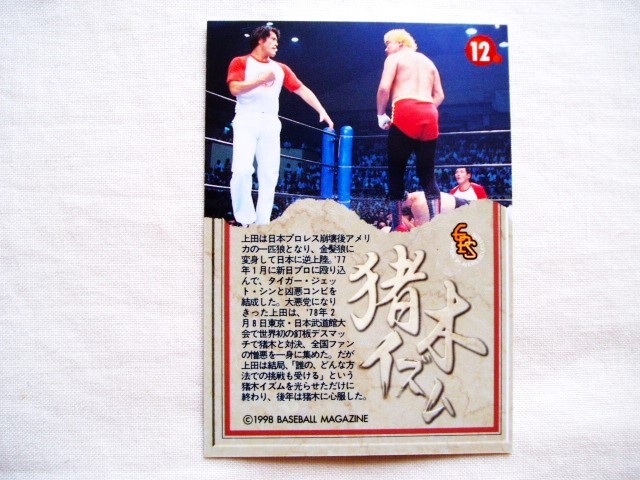 12
上田は日本プロレス崩壊後アメリ
カの一匹狼となり、金髪狼に
変身して日本に逆上陸。'77
年1月に新日プロに殴り込
んで、タイガー・ジェッ
ト・シンと凶悪コンビを
結成した。大悪党になり
きった上田は、'78年2
月8日東京・日本武道館大
会で世界初の釘板デスマッ
チで猪木と対決、全国ファン
の憎悪を一身に集めた。だが
上田は結局、「誰の、どんな方
法での挑戦も受ける」という
猪木イズムを光らせただけに
終わり、後年は猪木に心服した。
猪木
イズム
©1998 BASEBALL MAGAZINE